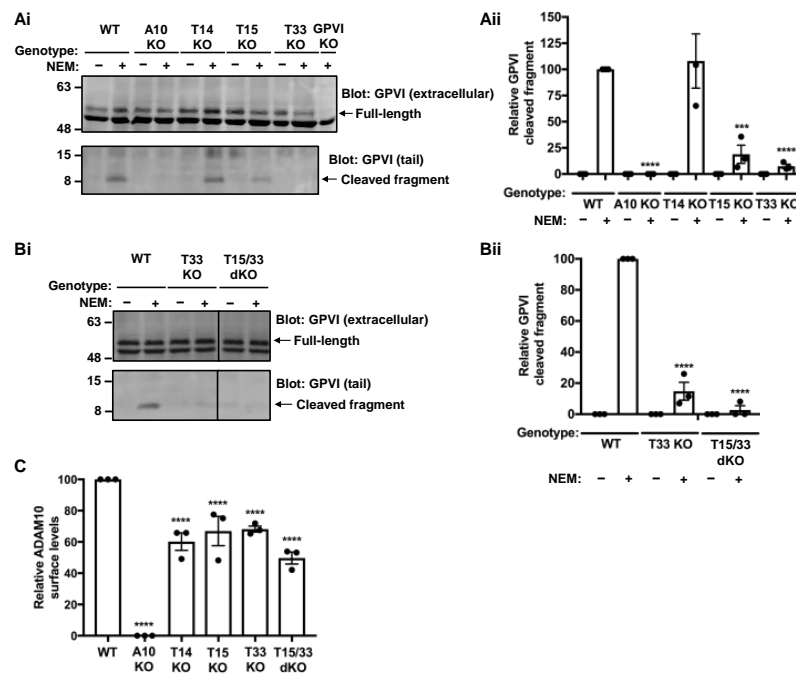 Ai
WT
A10 KO
T14 KO
T15 KO
T33 KO
GPVI KO
Genotype:
NEM: – + – + – + – + – + +
63
48
Blot: GPVI (extracellular)
Full-length
15
8
Blot: GPVI (tail)
Cleaved fragment
Aii
Relative GPVI
cleaved fragment
150
125
100
75
50
25
0
****
***
****
Genotype:
WT A10 KO T14 KO T15 KO T33 KO
NEM: – + – + – + – + – +
Bi
WT
T33 KO
T15/33 dKO
Genotype:
NEM: – + – + – +
63
48
Blot: GPVI (extracellular)
Full-length
15
8
Blot: GPVI (tail)
Cleaved fragment
Bii
Relative GPVI
cleaved fragment
100
80
60
40
20
0
****
****
Genotype:
WT T33 KO T15/33 dKO
NEM: – + – + – +
C
Relative ADAM10
surface levels
100
80
60
40
20
0
****
****
****
****
****
WT A10 KO T14 KO T15 KO T33 KO T15/33 dKO